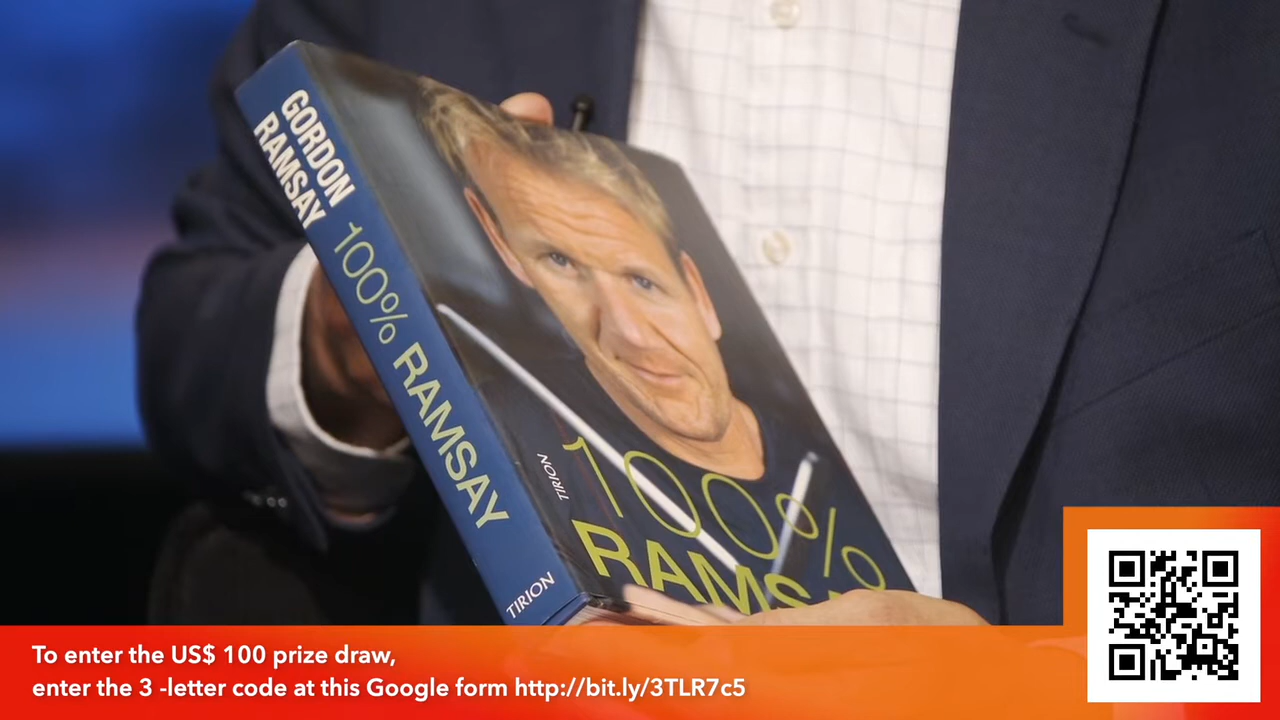 GORDON
RAMSAY
100% RAMSAY
TIRION
TIRION
100%
RAMS
To enter the US$ 100 prize draw,
enter the 3 -letter code at this Google form http://bit.ly/3TLR7c5